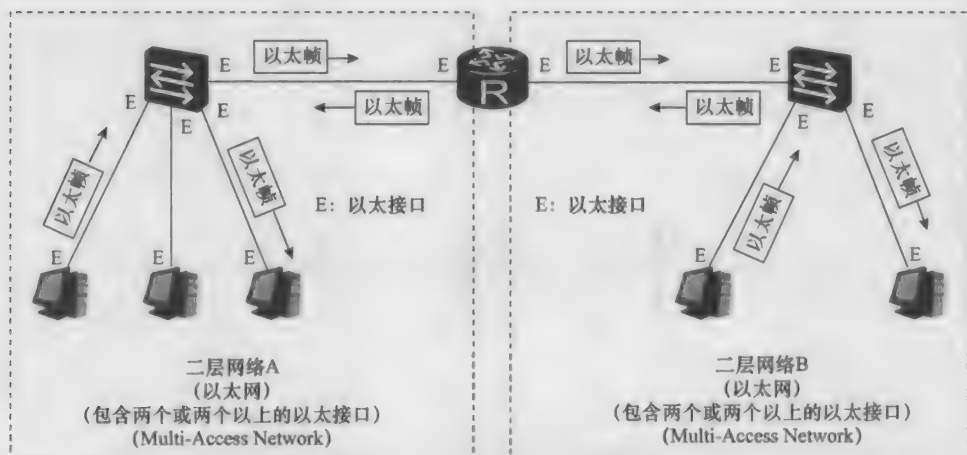 E
以太帧
E
E
以太帧
E
E
E
E
以太帧
R
以太帧
E
E
E
以太帧
以太帧
E: 以太接口
E: 以太接口
以太帧
以太帧
E
E
E
E
E
二层网络A
(以太网)
(包含两个或两个以上的以太接口)
(Multi-Access Network)
二层网络B
(以太网)
(包含两个或两个以上的以太接口)
(Multi-Access Network)